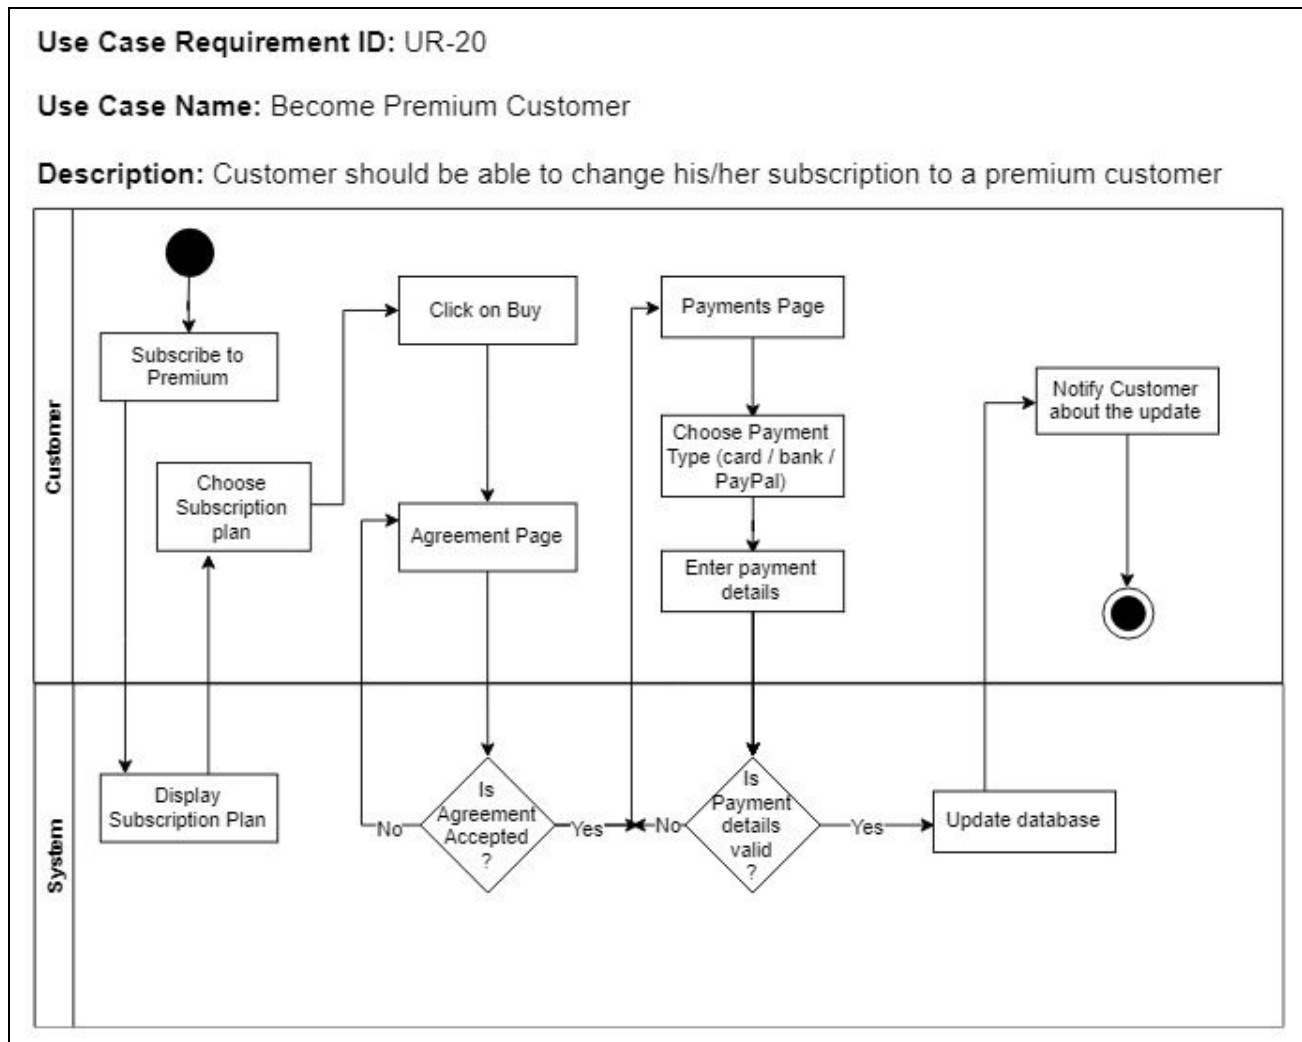 Use Case Requirement ID: UR-20
Use Case Name: Become Premium Customer
Description: Customer should be able to change his/her subscription to a premium customer
Customer
Subscribe to
Premium
Choose
Subscription
plan
Click on Buy
Agreement Page
Payments Page
Choose Payment
Type (card / bank /
PayPal)
Enter payment
details
Notify Customer
about the update
System
Display
Subscription Plan
No
Is
Agreement
Accepted
?
Yes
No
Is
Payment
details
valid
?
Yes
Update database